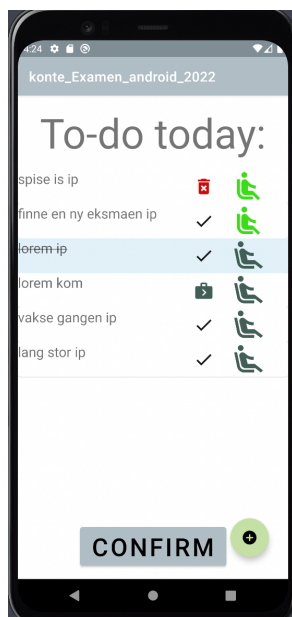 4:24
konte_Examen_android_2022
To-do today:
spise is ip
finne en ny eksmaen ip
lorem ip
lorem kom
vakse gangen ip
lang stor ip
CONFIRM